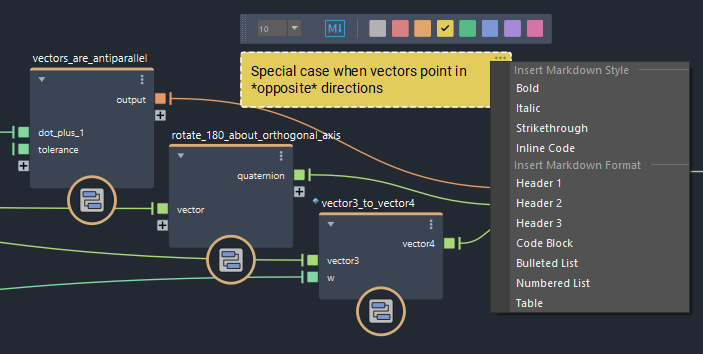 10
M↓
vectors_are_antiparallel
Special case when vectors point in
*opposite* directions
output
dot_plus_1
tolerance
rotate_180_about_orthogonal_axis
quaternion
vector
vector3_to_vector4
vector4
vector3
w
Insert Markdown Style
Bold
Italic
Strikethrough
Inline Code
Insert Markdown Format
Header 1
Header 2
Header 3
Code Block
Bulleted List
Numbered List
Table